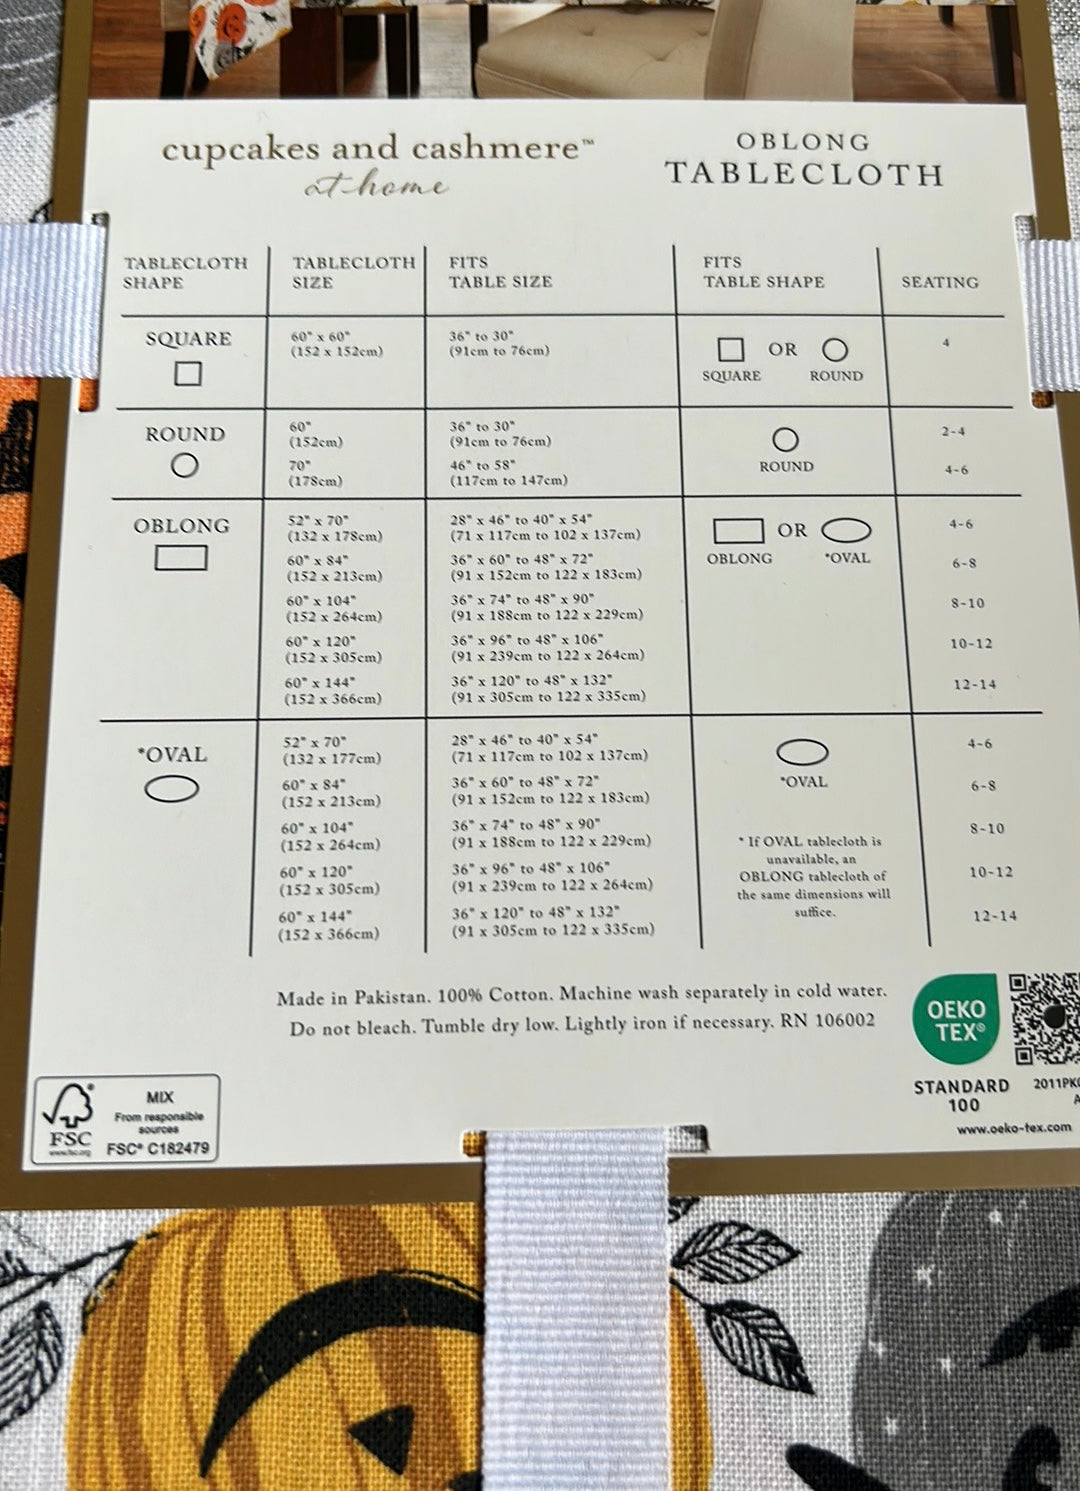 cupcakes and cashmere™
at home
OBLONG
TABLECLOTH
TABLECLOTH SHAPE
TABLECLOTH SIZE
FITS TABLE SIZE
FITS TABLE SHAPE
SEATING
SQUARE
60" x 60"
(152 x 152cm)
36" to 30"
(91cm to 76cm)
OR
SQUARE
ROUND
4
ROUND
60"
(152cm)
36" to 30"
(91cm to 76cm)
2-4
70"
(178cm)
46" to 58"
(117cm to 147cm)
4-6
ROUND
OBLONG
52" x 70"
(132 x 178cm)
28" x 46" to 40" x 54"
(71 x 117cm to 102 x 137cm)
OR
OBLONG
*OVAL
4-6
60" x 84"
(152 x 213cm)
36" x 60" to 48" x 72"
(91 x 152cm to 122 x 183cm)
6-8
60" x 104"
(152 x 264cm)
36" x 74" to 48" x 90"
(91 x 188cm to 122 x 229cm)
8-10
60" x 120"
(152 x 305cm)
36" x 96" to 48" x 106"
(91 x 239cm to 122 x 264cm)
10-12
60" x 144"
(152 x 366cm)
36" x 120" to 48" x 132"
(91 x 305cm to 122 x 335cm)
12-14
*OVAL
52" x 70"
(132 x 177cm)
28" x 46" to 40" x 54"
(71 x 117cm to 102 x 137cm)
*OVAL
4-6
60" x 84"
(152 x 213cm)
36" x 60" to 48" x 72"
(91 x 152cm to 122 x 183cm)
6-8
60" x 104"
(152 x 264cm)
36" x 74" to 48" x 90"
(91 x 188cm to 122 x 229cm)
8-10
60" x 120"
(152 x 305cm)
36" x 96" to 48" x 106"
(91 x 239cm to 122 x 264cm)
10-12
60" x 144"
(152 x 366cm)
36" x 120" to 48" x 132"
(91 x 305cm to 122 x 335cm)
12-14
* If OVAL tablecloth is
unavailable, an
OBLONG tablecloth of
the same dimensions will
suffice.
Made in Pakistan. 100% Cotton. Machine wash separately in cold water.
Do not bleach. Tumble dry low. Lightly iron if necessary. RN 106002
OEKO
TEX®
STANDARD
100
2011PK
www.oeko-tex.com
FSC
www.fsc.org
MIX
From responsible
sources
FSC® C182479